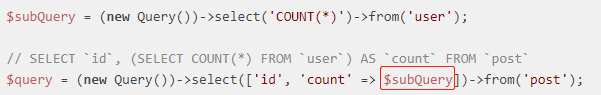 $subQuery = (new Query())->select('COUNT(*)')->from('user');
// SELECT `id`, (SELECT COUNT(*) FROM `user`) AS `count` FROM `post`
$query = (new Query())->select(['id', 'count' => $subQuery])->from('post');